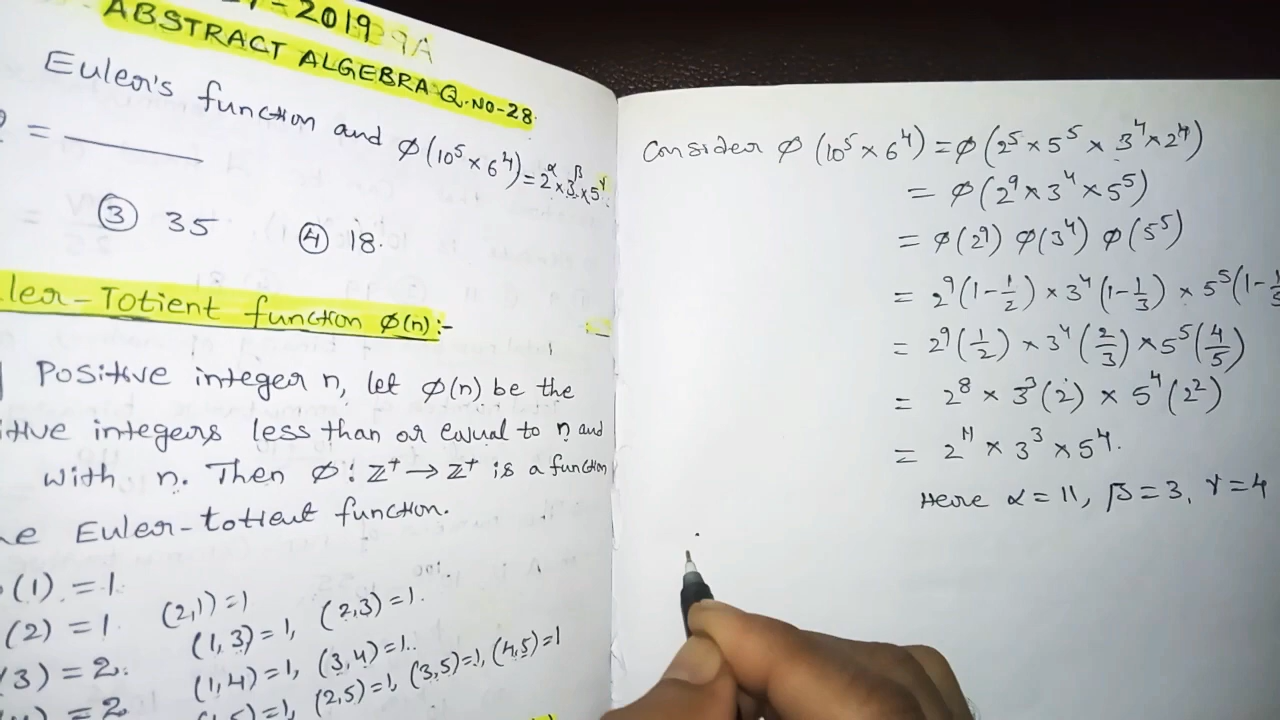 - 2019
ABSTRACT ALGEBRA Q.NO-28.
Euler's function and φ(10⁵ × 6⁴) = 2^α × 3^β × 5^γ.
= ______
③ 35 ④ 18.
ler-Totient function φ(n):-
Positive integer n, let φ(n) be the
itive integers less than or equal to n and
with n. Then φ : Z⁺ → Z⁺ is a function
Euler-totient function.
(1) = 1.
(2) = 1 (2,1) = 1
(1,3) = 1, (2,3) = 1.
(3) = 2. (1,4) = 1, (3,4) = 1.
= 2 (2,5) = 1, (3,5) = 1, (4,5) = 1
Consider φ(10⁵ × 6⁴) = φ(2⁵ × 5⁵ × 3⁴ × 2⁴)
= φ(2⁹ × 3⁴ × 5⁵)
= φ(2⁹) φ(3⁴) φ(5⁵)
= 2⁹(1-1/2) × 3⁴(1-1/3) × 5⁵(1-
= 2⁹(1/2) × 3⁴(2/3) × 5⁵(4/5)
= 2⁸ × 3³(2) × 5⁴(2²)
= 2¹¹ × 3³ × 5⁴.
Here α = 11, β = 3, γ = 4